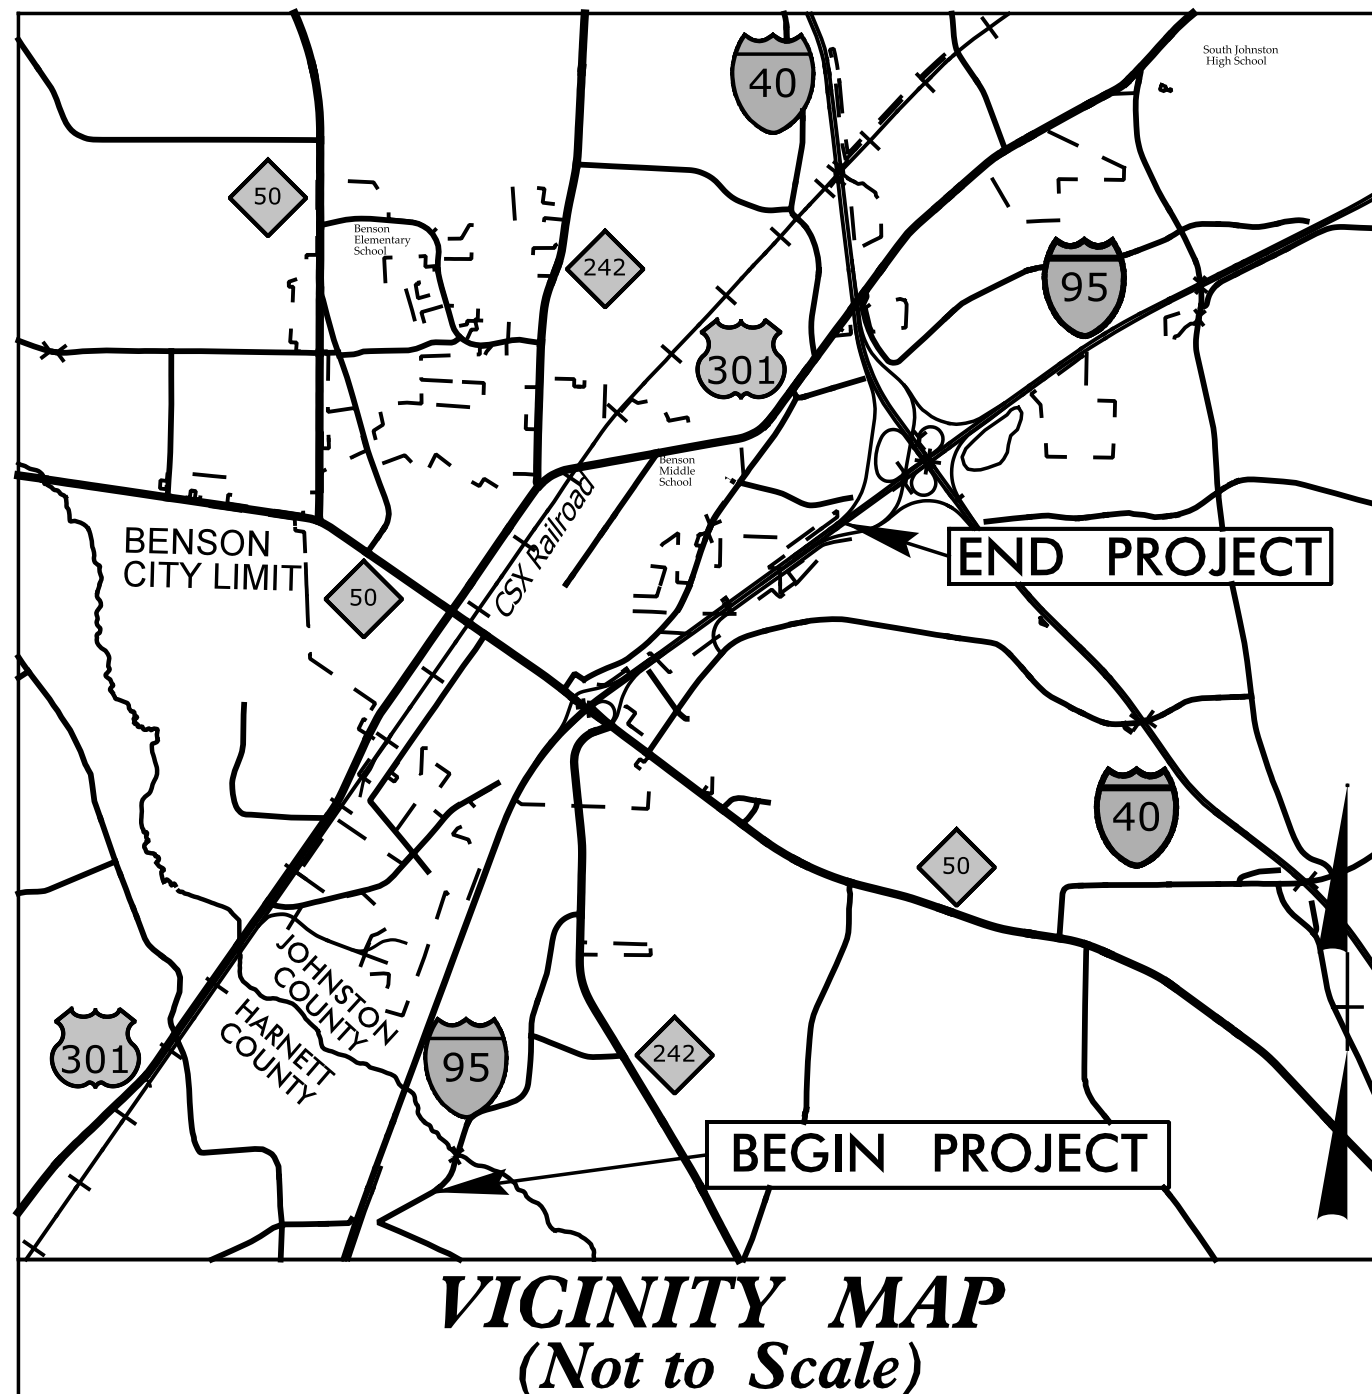 South Johnston
High School
40
50
Benson
Elementary
School
242
95
301
Benson
Middle
School
CSX Railroad
BENSON
CITY LIMIT
END PROJECT
50
40
50
JOHNSTON
COUNTY
HARNETT
COUNTY
301
95
242
BEGIN PROJECT
VICINITY MAP
(Not to Scale)